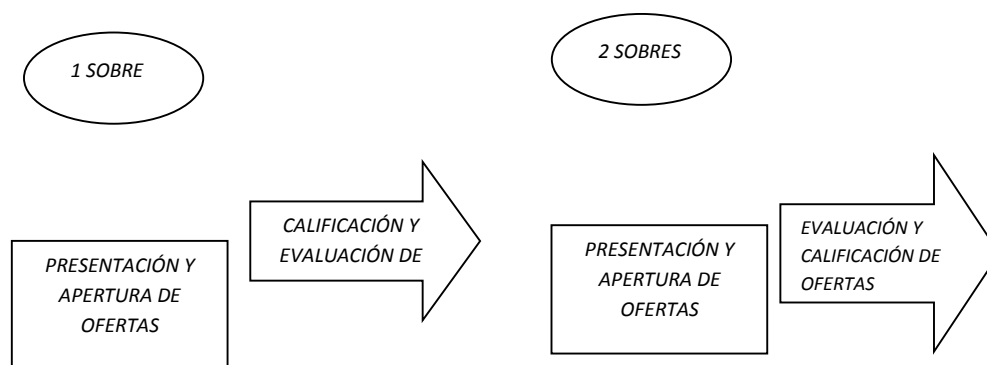 1 SOBRE
2 SOBRES
CALIFICACIÓN Y
EVALUACIÓN DE
PRESENTACIÓN Y
APERTURA DE
OFERTAS
EVALUACIÓN Y
CALIFICACIÓN DE
OFERTAS
PRESENTACIÓN Y
APERTURA DE
OFERTAS